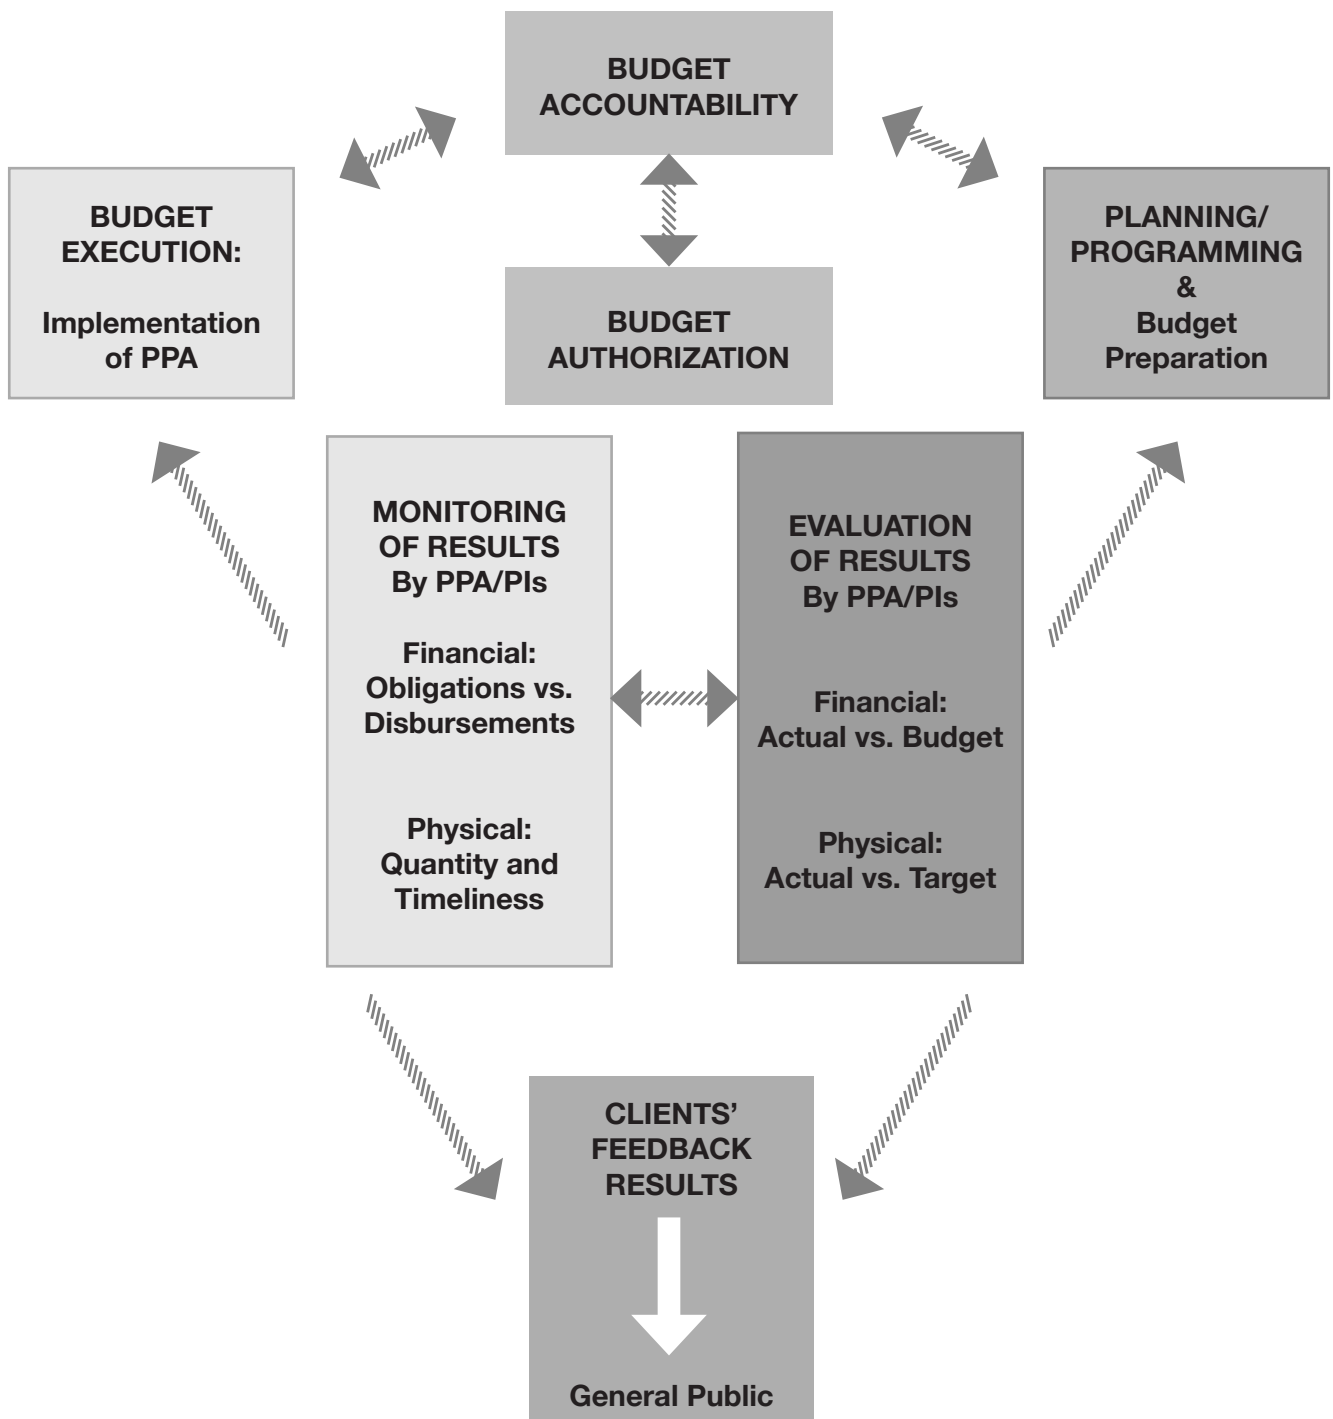 BUDGET
ACCOUNTABILITY
BUDGET
EXECUTION:
Implementation
of PPA
BUDGET
AUTHORIZATION
PLANNING/
PROGRAMMING
&
Budget
Preparation
MONITORING
OF RESULTS
By PPA/PIs
Financial:
Obligations vs.
Disbursements
Physical:
Quantity and
Timeliness
EVALUATION
OF RESULTS
By PPA/PIs
Financial:
Actual vs. Budget
Physical:
Actual vs. Target
CLIENTS’
FEEDBACK
RESULTS
General Public